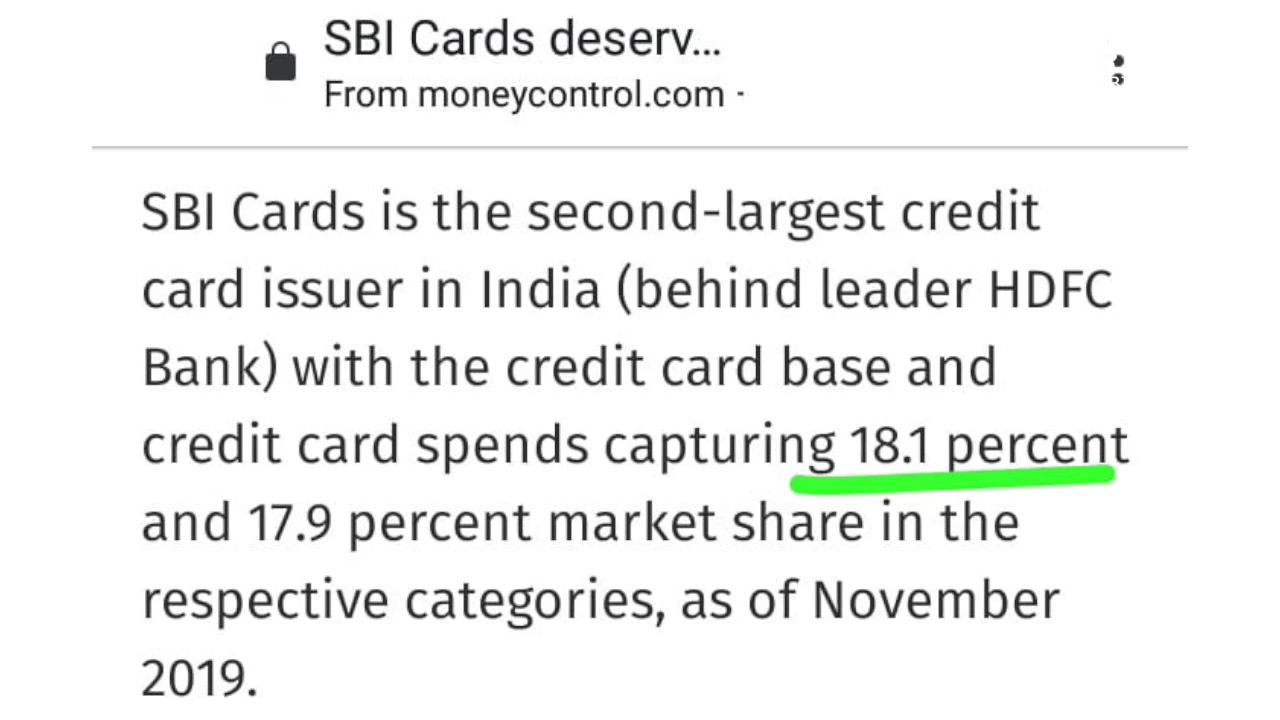 SBI Cards deserv...
From moneycontrol.com ·
SBI Cards is the second-largest credit
card issuer in India (behind leader HDFC
Bank) with the credit card base and
credit card spends capturing 18.1 percent
and 17.9 percent market share in the
respective categories, as of November
2019.